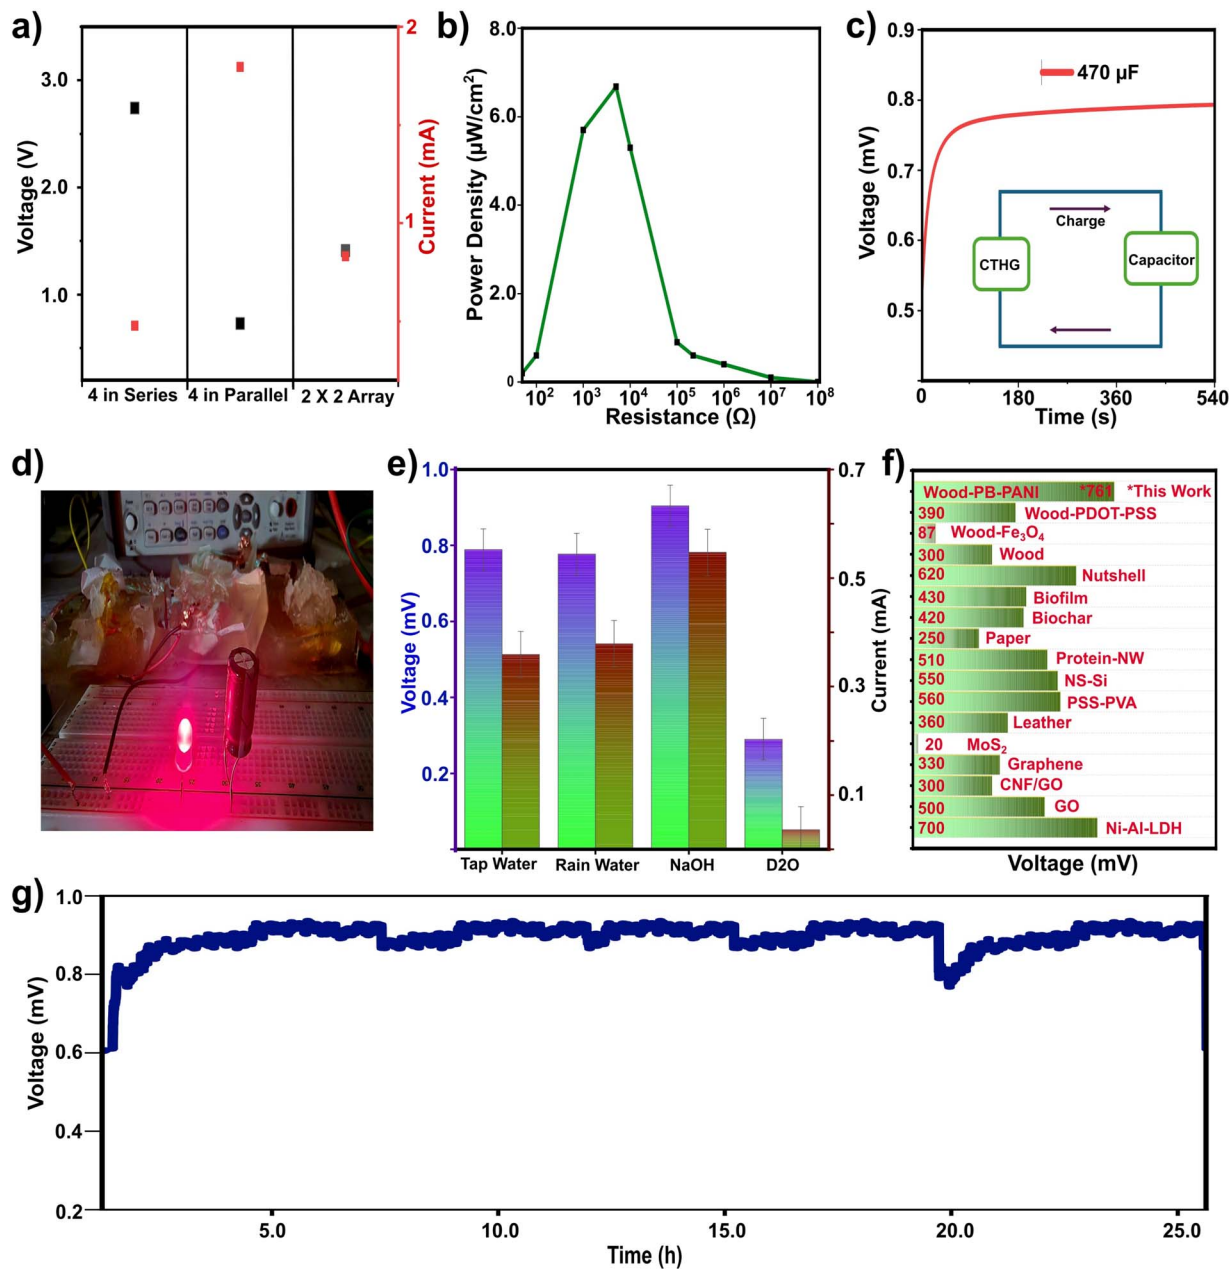 a)
3.0
2.0
1.0
Voltage (V)
2
1
Current (mA)
4 in Series
4 in Parallel
2 X 2 Array
b)
8.0
6.0
4.0
2.0
0
Power Density (µW/cm²)
10² 10³ 10⁴ 10⁵ 10⁶ 10⁷ 10⁸
Resistance (Ω)
c)
0.9
0.8
0.7
0.6
0.5
Voltage (mV)
470 µF
Charge
CTHG
Capacitor
0 180 360 540
Time (s)
d)
e)
1.0
0.8
0.6
0.4
0.2
Voltage (mV)
0.7
0.5
0.3
0.1
Current (mA)
Tap Water
Rain Water
NaOH
D2O
f)
Wood-PB-PANI *761 *This Work
390 Wood-PDOT-PSS
87 Wood-Fe₃O₄
300 Wood
620 Nutshell
430 Biofilm
420 Biochar
250 Paper
510 Protein-NW
550 NS-Si
560 PSS-PVA
360 Leather
20 MoS₂
330 Graphene
300 CNF/GO
500 GO
700 Ni-Al-LDH
Voltage (mV)
g)
1.0
0.8
0.6
0.4
0.2
Voltage (mV)
5.0 10.0 15.0 20.0 25.0
Time (h)